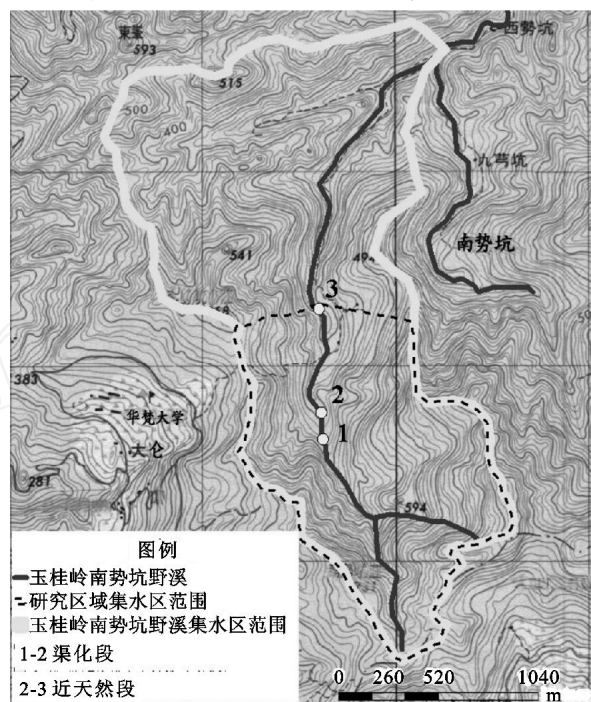 西勢坑
東峯
593
515
500
400
九芎坑
南勢坑
541
494
3
383
2
华梵大学
1
大仑
281
594
图例
玉桂岭南势坑野溪
研究区域集水区范围
玉桂岭南势坑野溪集水区范围
1-2 渠化段
2-3 近天然段
0 260 520 1040
m